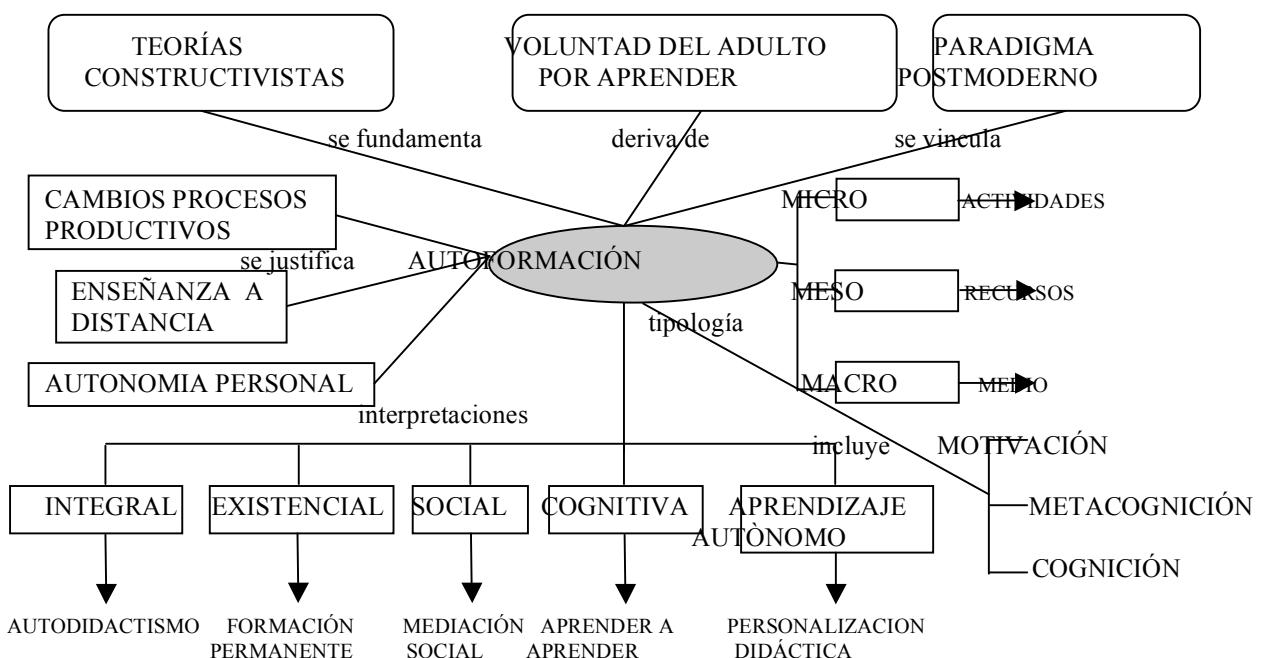 TEORÍAS
CONSTRUCTIVISTAS
VOLUNTAD DEL ADULTO
POR APRENDER
PARADIGMA
POSTMODERNO
se fundamenta
deriva de
se vincula
CAMBIOS PROCESOS
PRODUCTIVOS
MICRO
ACTIVIDADES
se justifica
AUTOFORMACIÓN
ENSEÑANZA A
DISTANCIA
MESO
RECURSOS
tipología
AUTONOMIA PERSONAL
MACRO
MEDIO
interpretaciones
incluye
MOTIVACIÓN
METACOGNICIÓN
COGNICIÓN
INTEGRAL
EXISTENCIAL
SOCIAL
COGNITIVA
APRENDIZAJE
AUTÒNOMO
AUTODIDACTISMO
FORMACIÓN
PERMANENTE
MEDIACIÓN
SOCIAL
APRENDER A
APRENDER
PERSONALIZACION
DIDÁCTICA